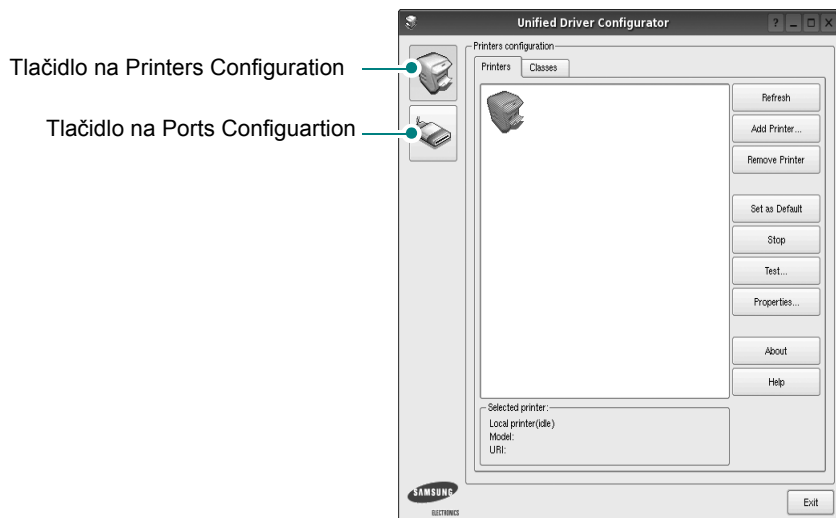 Unified Driver Configurator
Tlačidlo na Printers Configuration
Tlačidlo na Ports Configuartion
Printers configuration
Printers
Classes
Refresh
Add Printer...
Remove Printer
Set as Default
Stop
Test...
Properties...
About
Help
Selected printer:
Local printer(idle)
Model:
URI:
SAMSUNG
ELECTRONICS
Exit